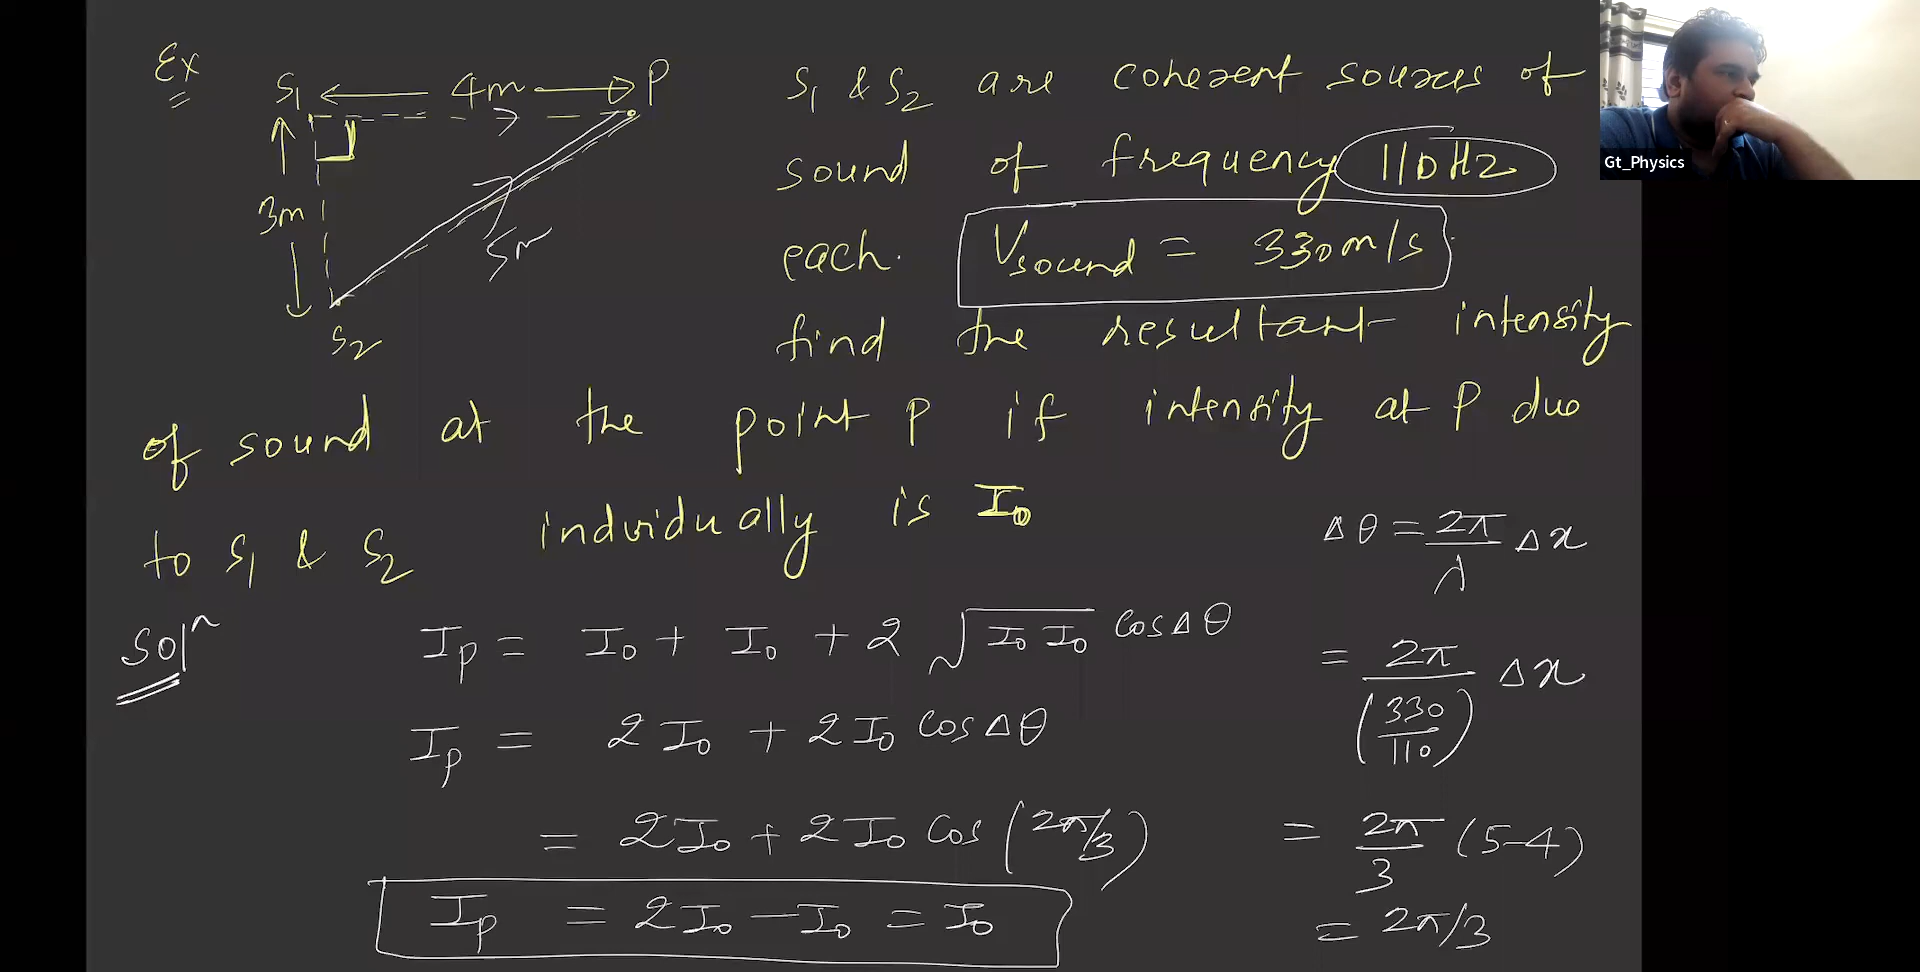 Ex
S1 4m P
3m
5m
S2
S1 & S2 are coherent sources of
sound of frequency 110Hz
each. Vsound = 330m/s
find the resultant intensity
of sound at the point P if intensity at P due
to S1 & S2 indvidually is I0
Δθ = 2π/λ Δx
= 2π/(330/110) Δx
= 2π/3 (5-4)
= 2π/3
Soln
Ip = I0 + I0 + 2 √I0 I0 cosΔθ
Ip = 2I0 + 2I0 cosΔθ
= 2I0 + 2I0 cos(2π/3)
Ip = 2I0 - I0 = I0
Gt_Physics